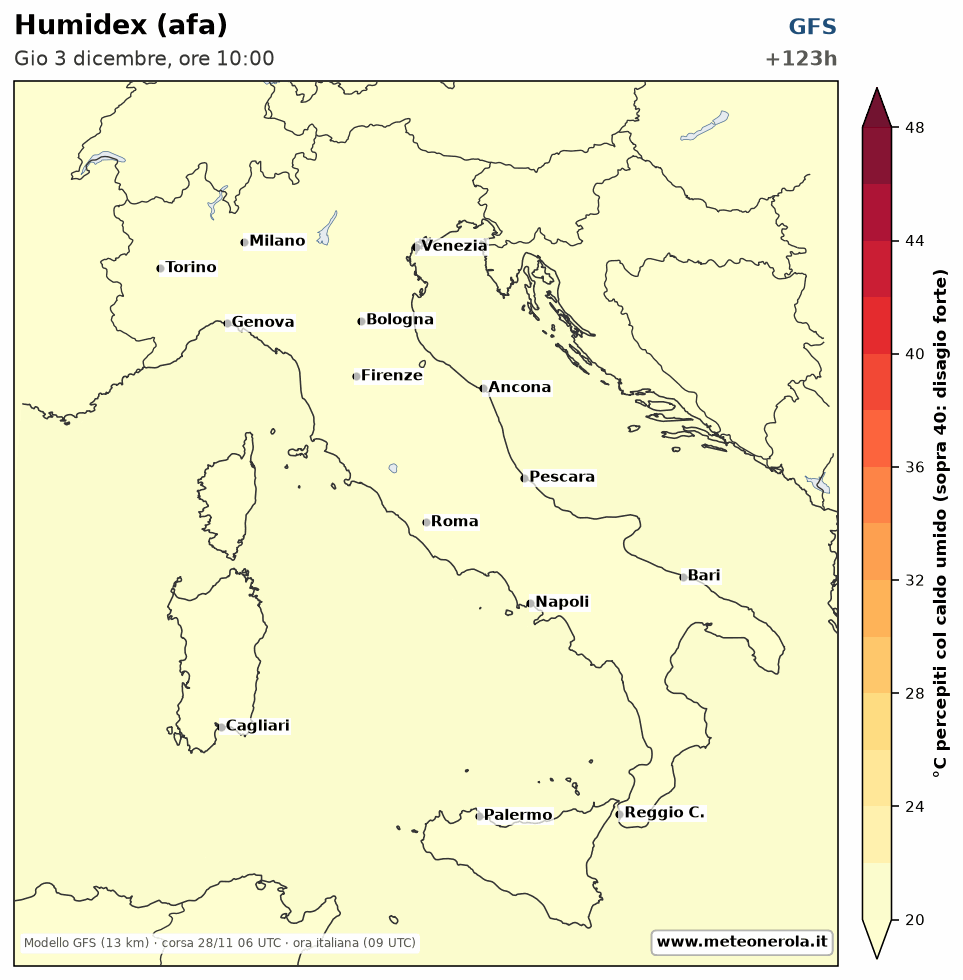 Humidex (afa)
GFS
Gio 3 dicembre, ore 10:00
+123h
Milano
Venezia
Torino
Genova
Bologna
Firenze
Ancona
Pescara
Roma
Bari
Napoli
Cagliari
Palermo
Reggio C.
48
44
40
36
32
28
24
20
°C percepiti col caldo umido (sopra 40: disagio forte)
Modello GFS (13 km) · corsa 28/11 06 UTC · ora italiana (09 UTC)
www.meteonerola.it